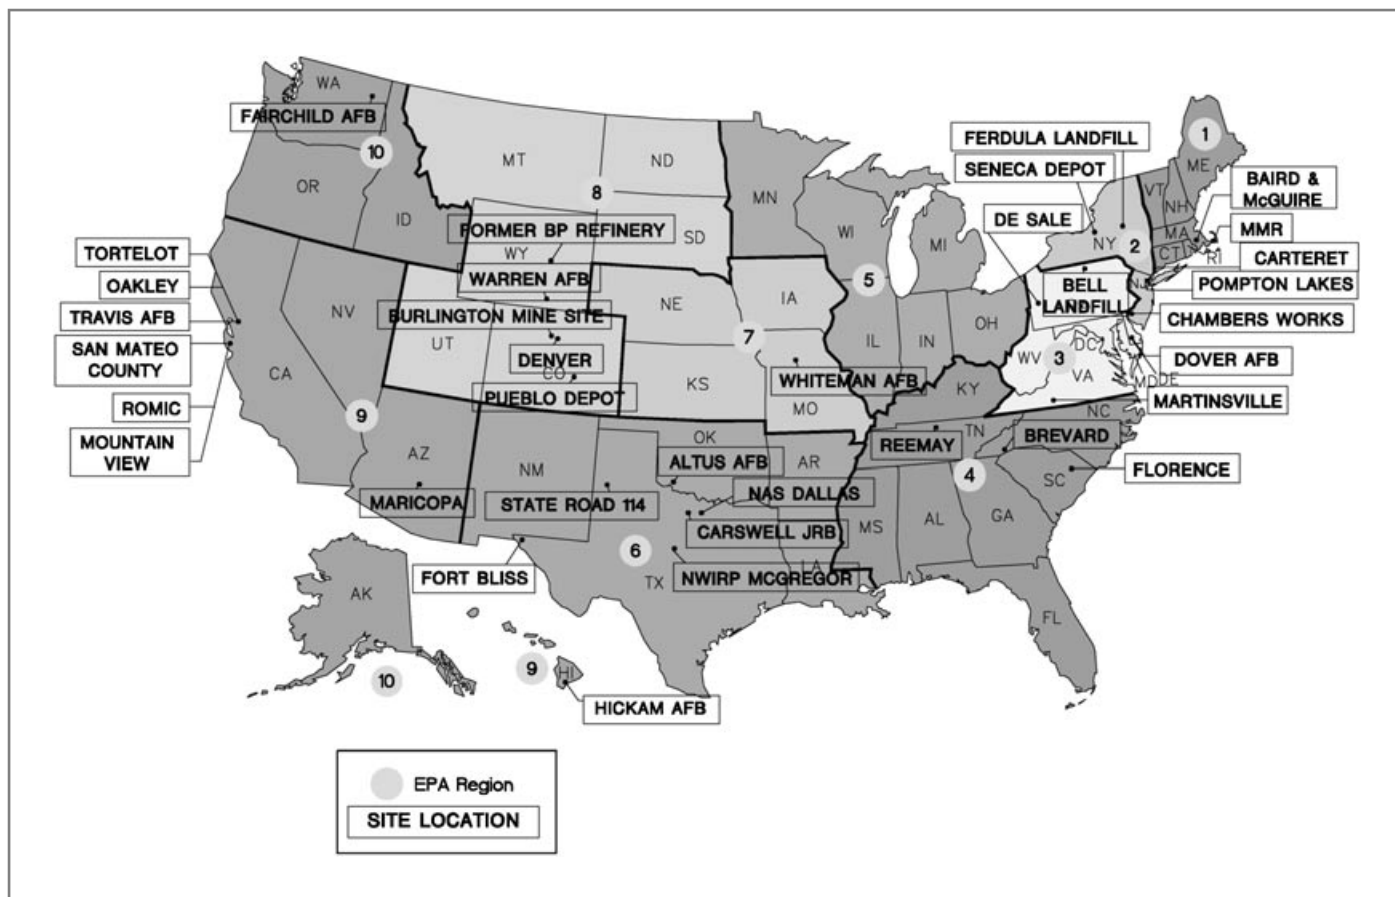 WA
FAIRCHILD AFB
10
OR
ID
MT
ND
8
FORMER BP REFINERY
WY
SD
WARREN AFB
BURLINGTON MINE SITE
UT
DENVER
CO
PUEBLO DEPOT
TORTELOT
OAKLEY
TRAVIS AFB
SAN MATEO
COUNTY
ROMIC
MOUNTAIN
VIEW
NV
CA
9
AZ
MARICOPA
NM
STATE ROAD 114
FORT BLISS
NE
IA
7
KS
MO
WHITEMAN AFB
MN
WI
MI
5
IL
IN
OH
KY
OK
ALTUS AFB
AR
NAS DALLAS
CARSWELL JRB
6
TX
NWIRP MCGREGOR
LA
MS
AL
GA
FL
4
SC
NC
TN
REEMAY
BREVARD
FLORENCE
FERDULA LANDFILL
SENECA DEPOT
DE SALE
NY
2
BELL
LANDFILL
WV
3
DC
VA
MD
DE
NJ
1
ME
VT
NH
MA
CT
RI
BAIRD &
McGUIRE
MMR
CARTERET
POMPTON LAKES
CHAMBERS WORKS
DOVER AFB
MARTINSVILLE
AK
10
9
HI
HICKAM AFB
EPA Region
SITE LOCATION